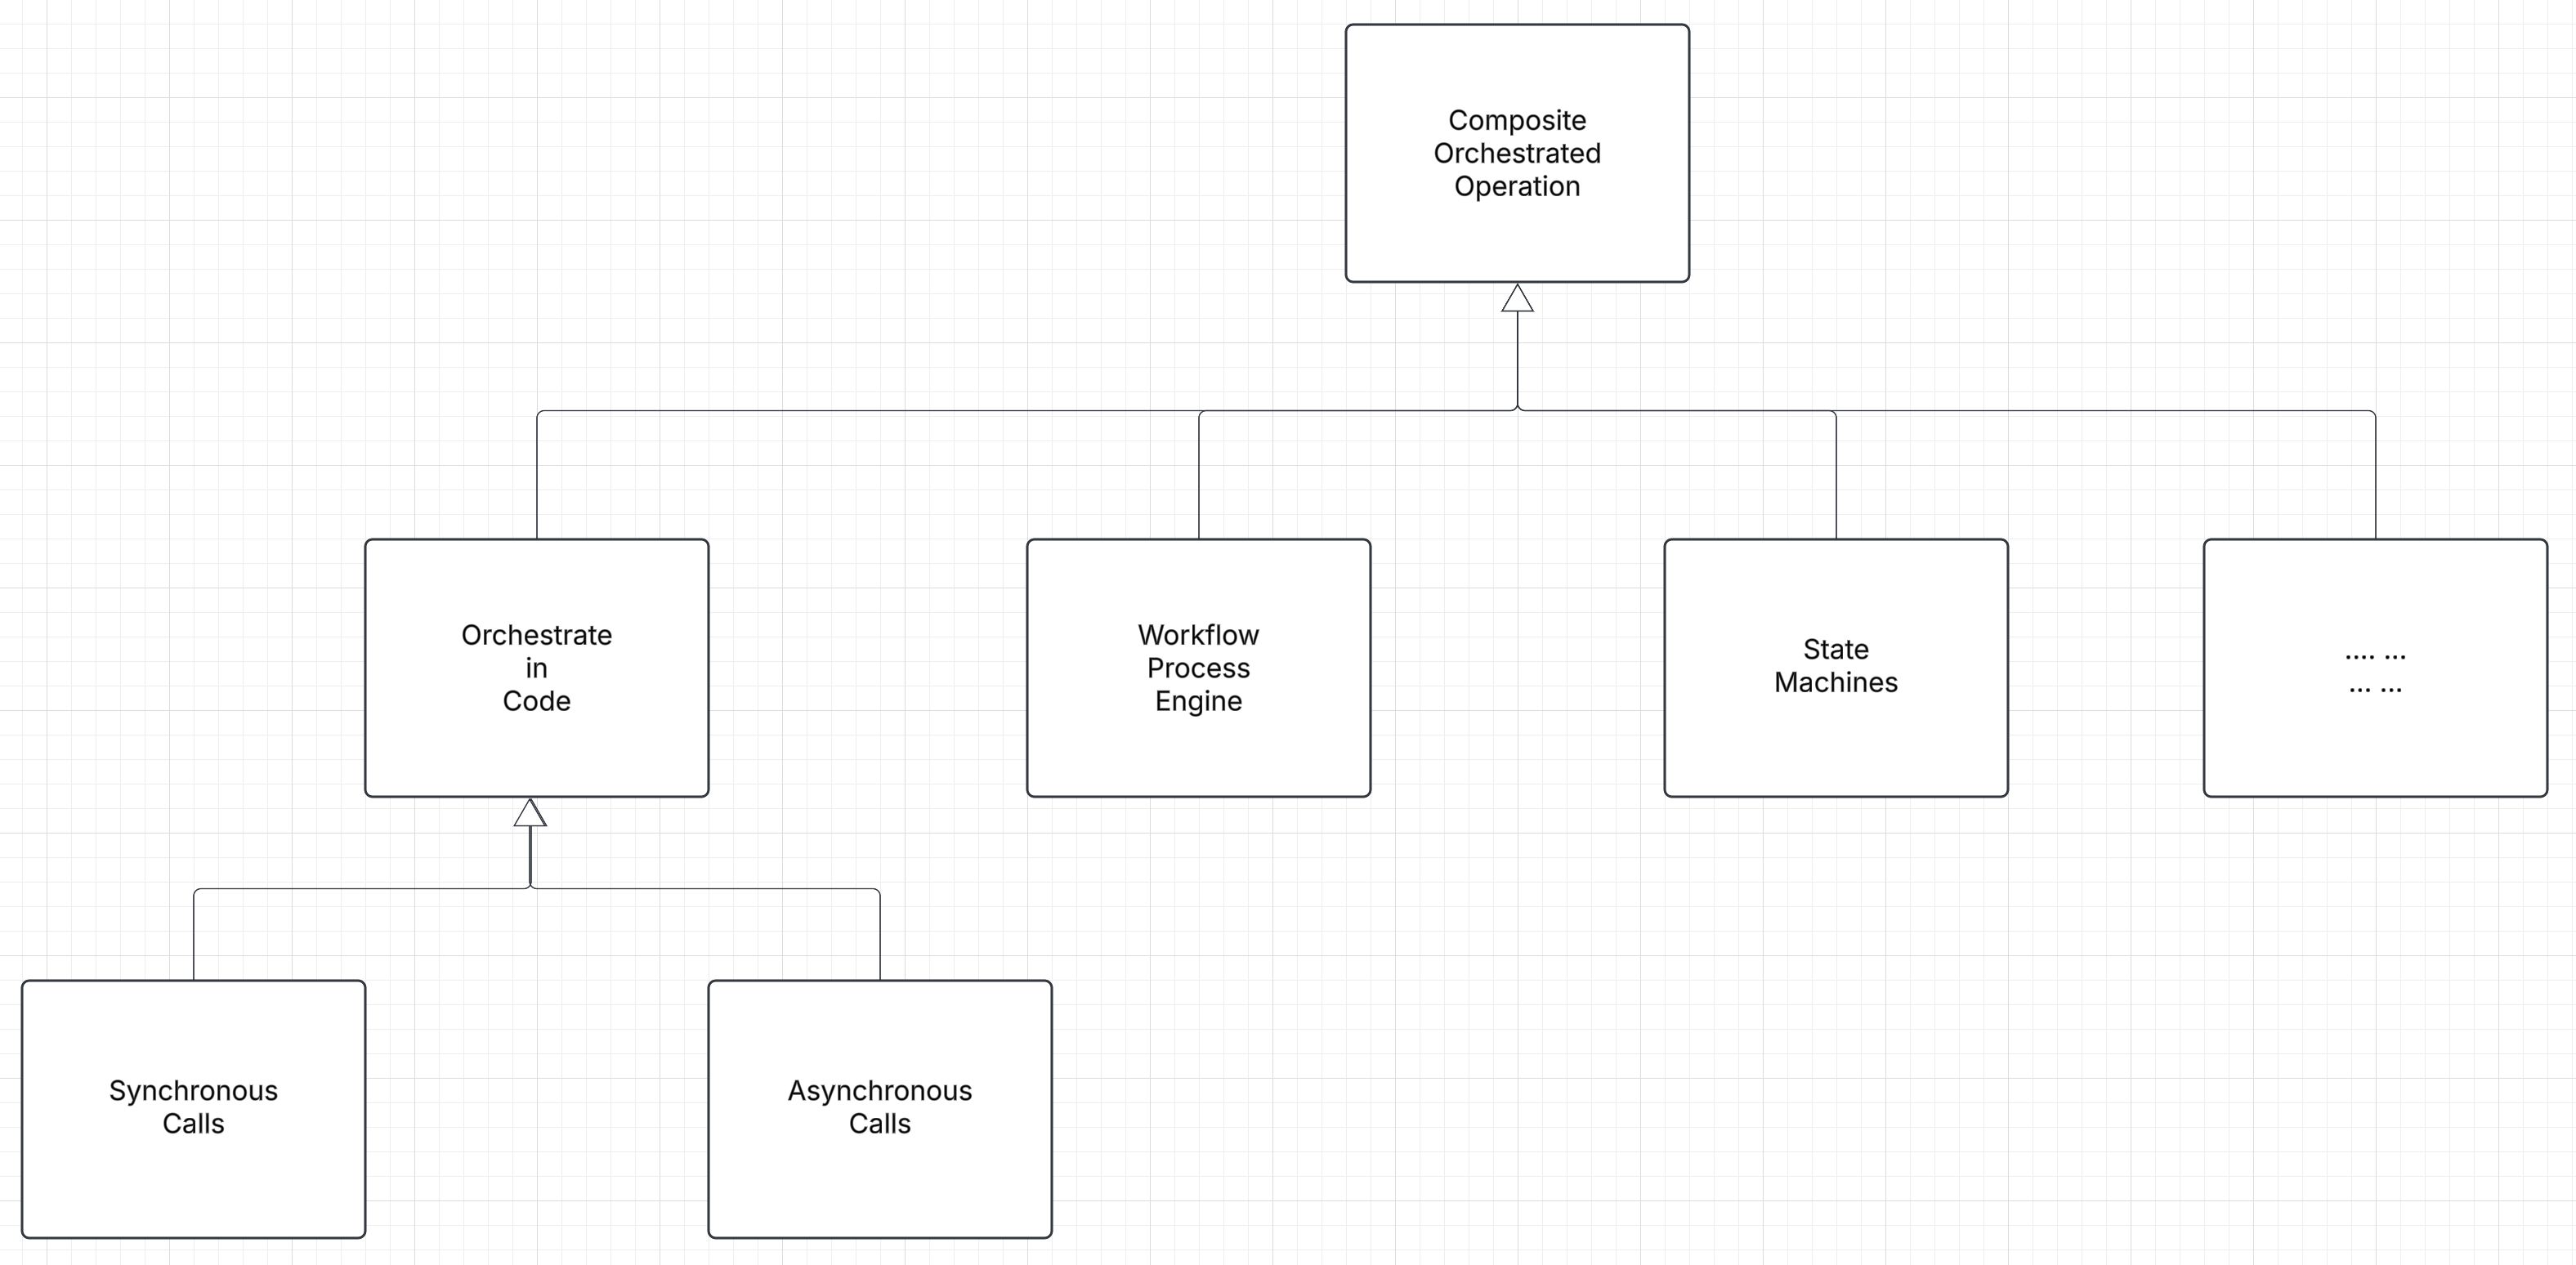 Composite
Orchestrated
Operation
Orchestrate
in
Code
Workflow
Process
Engine
State
Machines
.... ...
... ...
Synchronous
Calls
Asynchronous
Calls